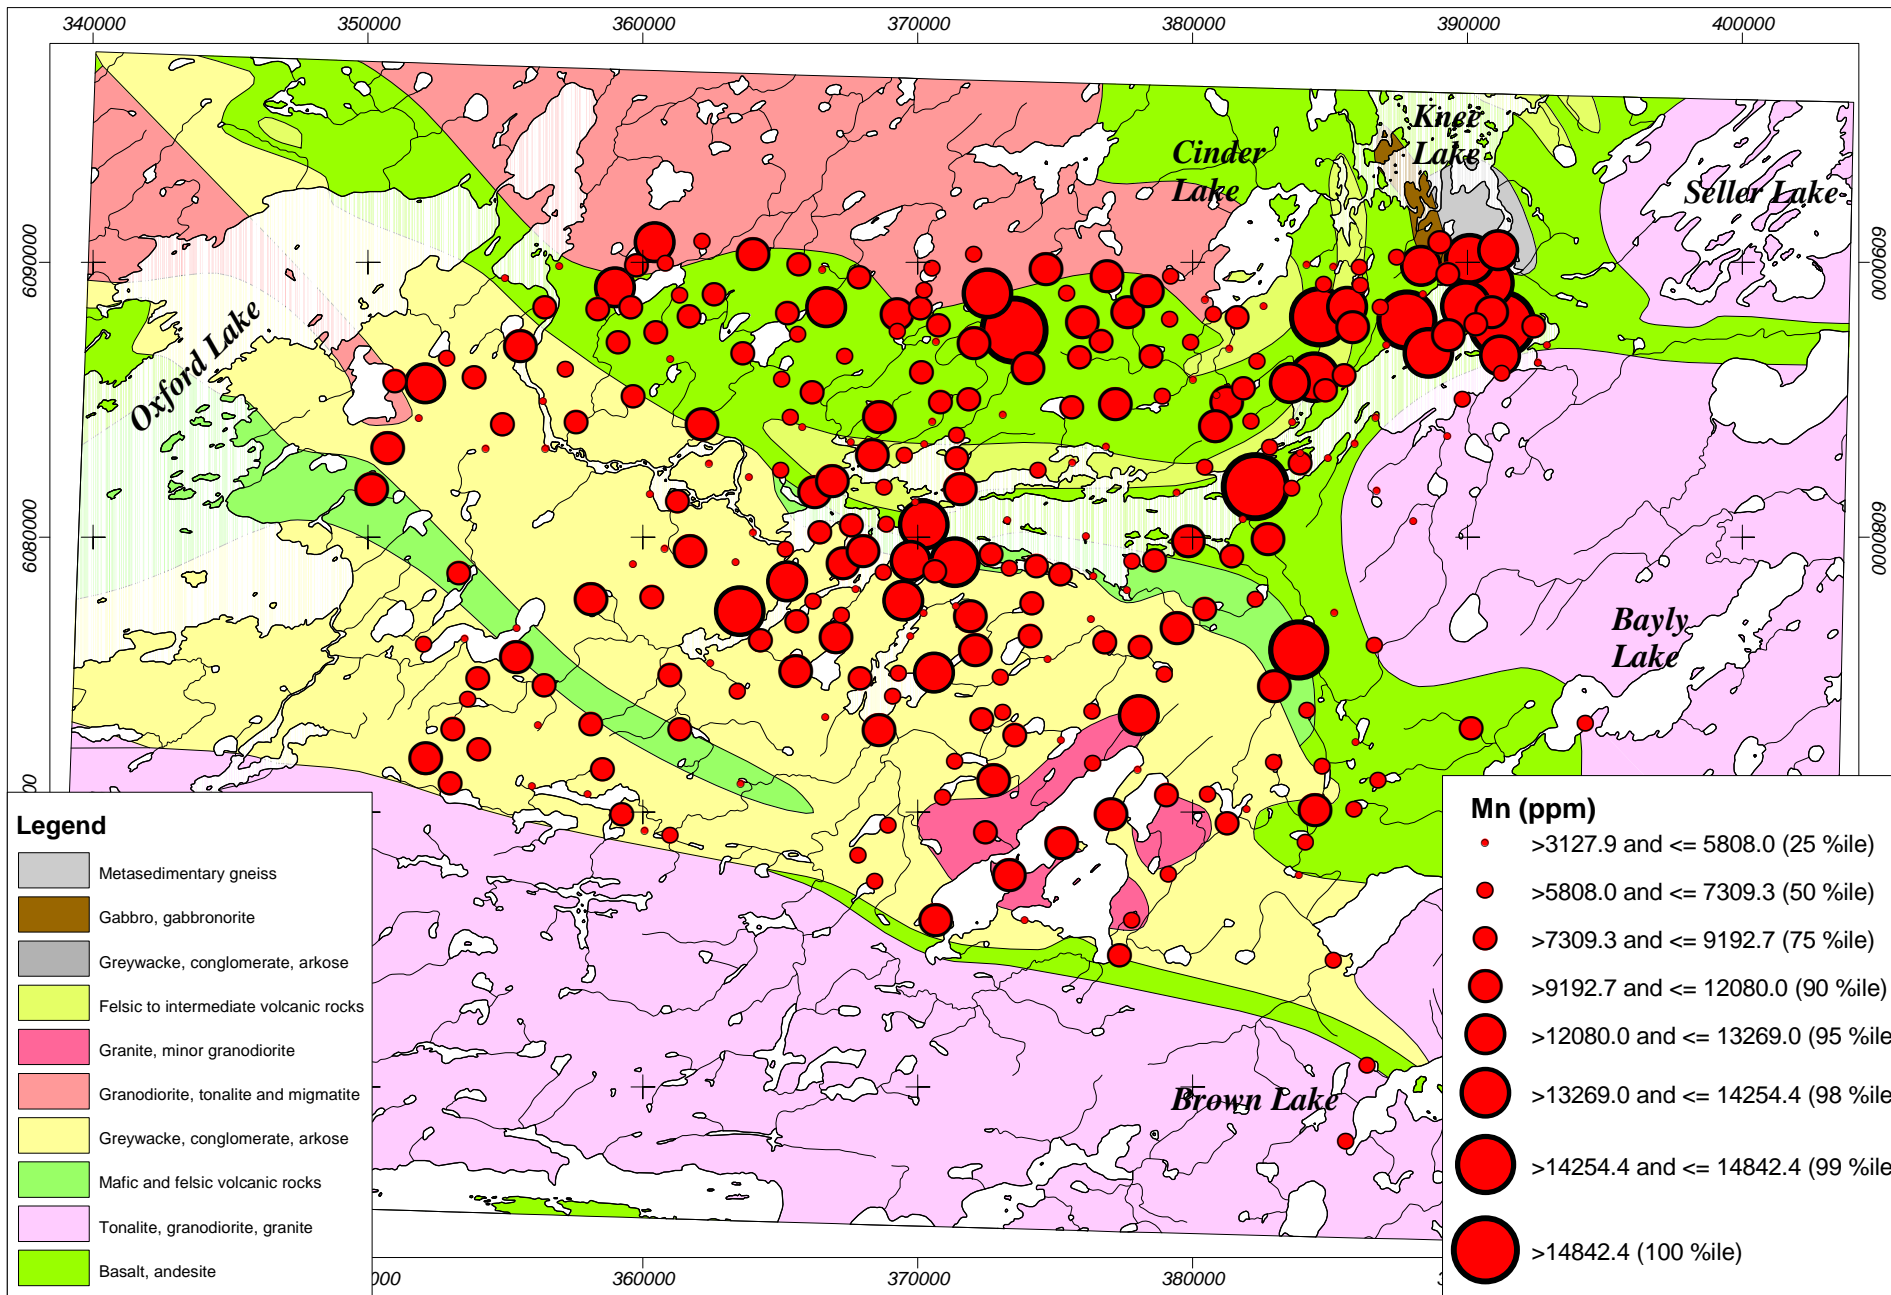 340000 350000 360000 370000 380000 390000 400000
Knee
Lake
Cinder
Lake
Seller Lake
6090000 6090000
Oxford Lake
6080000 6080000
Bayly
Lake
Brown Lake
Legend
Metasedimentary gneiss
Gabbro, gabbronorite
Greywacke, conglomerate, arkose
Felsic to intermediate volcanic rocks
Granite, minor granodiorite
Granodiorite, tonalite and migmatite
Greywacke, conglomerate, arkose
Mafic and felsic volcanic rocks
Tonalite, granodiorite, granite
Basalt, andesite
Mn (ppm)
>3127.9 and <= 5808.0 (25 %ile)
>5808.0 and <= 7309.3 (50 %ile)
>7309.3 and <= 9192.7 (75 %ile)
>9192.7 and <= 12080.0 (90 %ile)
>12080.0 and <= 13269.0 (95 %ile
>13269.0 and <= 14254.4 (98 %ile
>14254.4 and <= 14842.4 (99 %ile
>14842.4 (100 %ile)
360000 370000 380000